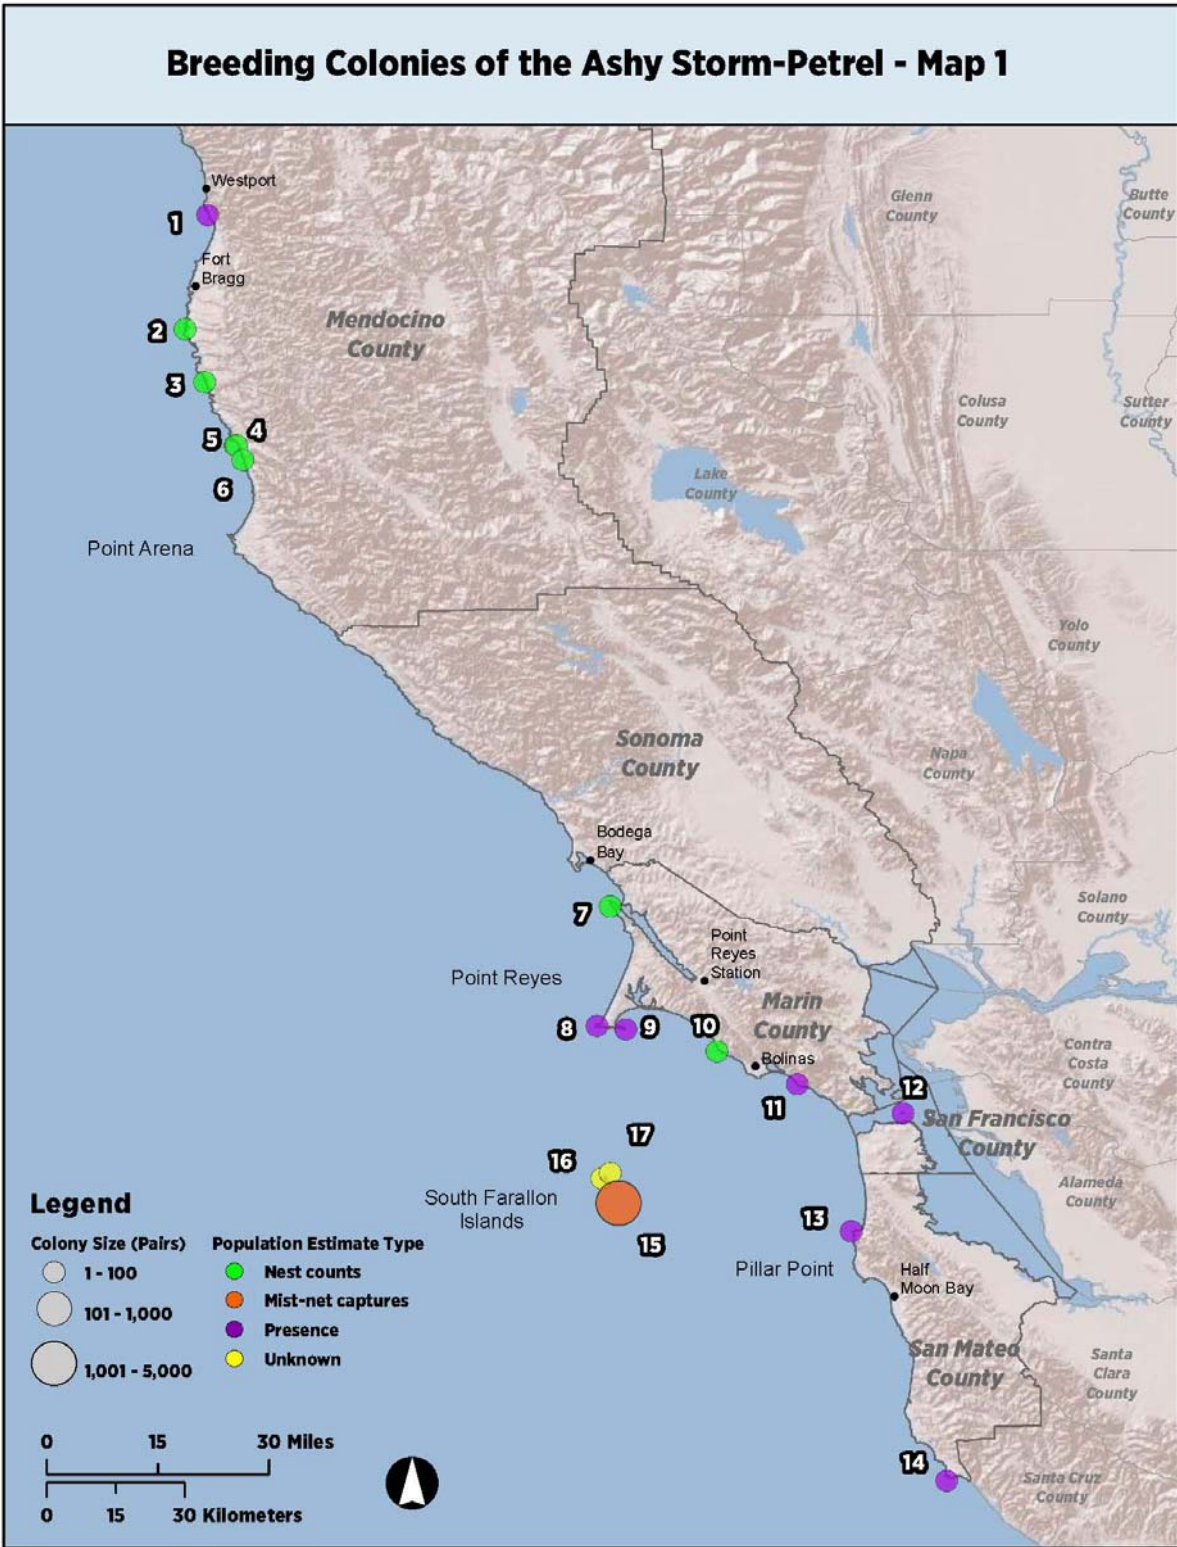 Breeding Colonies of the Ashy Storm-Petrel - Map 1
Westport
1
Fort
Bragg
2
3
4
5
6
Mendocino
County
Glenn
County
Butte
County
Colusa
County
Sutter
County
Lake
County
Point Arena
Yolo
County
Sonoma
County
Napa
County
Bodega
Bay
7
Solano
County
Point
Reyes
Station
Point Reyes
Marin
County
8
9
10
Bolinas
11
Contra
Costa
County
12
San Francisco
County
17
16
South Farallon
Islands
15
Alameda
County
13
Pillar Point
Half
Moon Bay
San Mateo
County
Santa
Clara
County
14
Santa Cruz
County
Legend
Colony Size (Pairs)
1 - 100
101 - 1,000
1,001 - 5,000
Population Estimate Type
Nest counts
Mist-net captures
Presence
Unknown
0 15 30 Miles
0 15 30 Kilometers